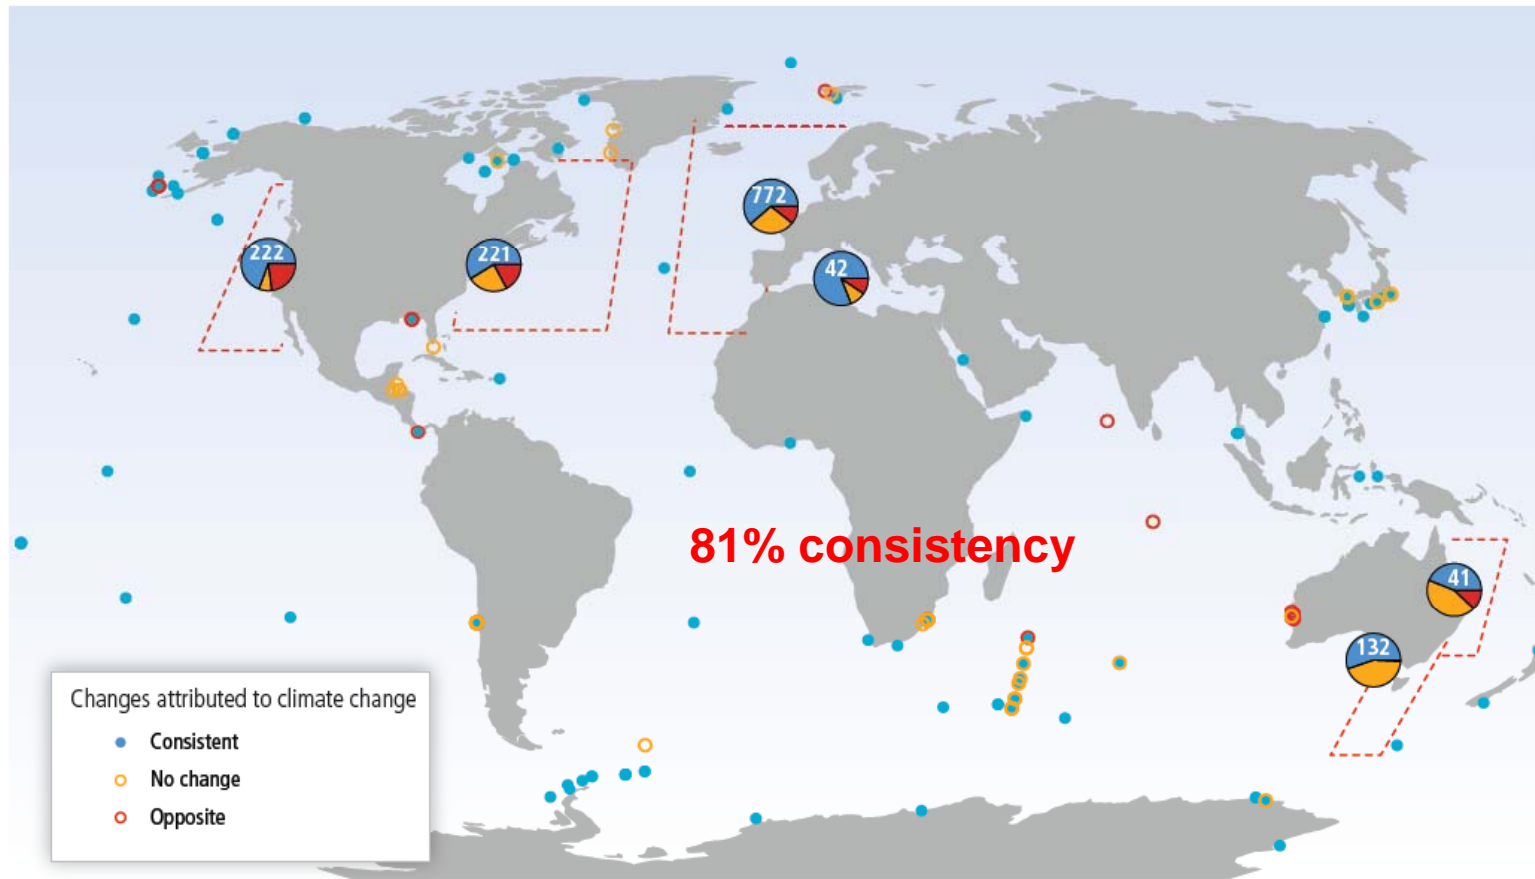 772
222
221
42
81% consistency
41
132
Changes attributed to climate change
Consistent
No change
Opposite